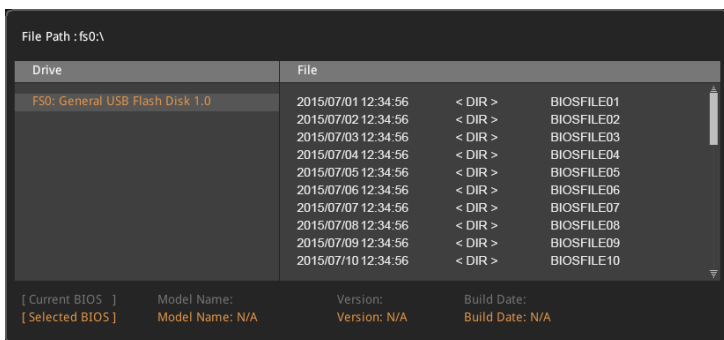 File Path : fs0:\
Drive File
FS0: General USB Flash Disk 1.0
2015/07/01 12:34:56 < DIR > BIOSFILE01
2015/07/02 12:34:56 < DIR > BIOSFILE02
2015/07/03 12:34:56 < DIR > BIOSFILE03
2015/07/04 12:34:56 < DIR > BIOSFILE04
2015/07/05 12:34:56 < DIR > BIOSFILE05
2015/07/06 12:34:56 < DIR > BIOSFILE06
2015/07/07 12:34:56 < DIR > BIOSFILE07
2015/07/08 12:34:56 < DIR > BIOSFILE08
2015/07/09 12:34:56 < DIR > BIOSFILE09
2015/07/10 12:34:56 < DIR > BIOSFILE10
[ Current BIOS ] Model Name: Version: Build Date:
[ Selected BIOS ] Model Name: N/A Version: N/A Build Date: N/A